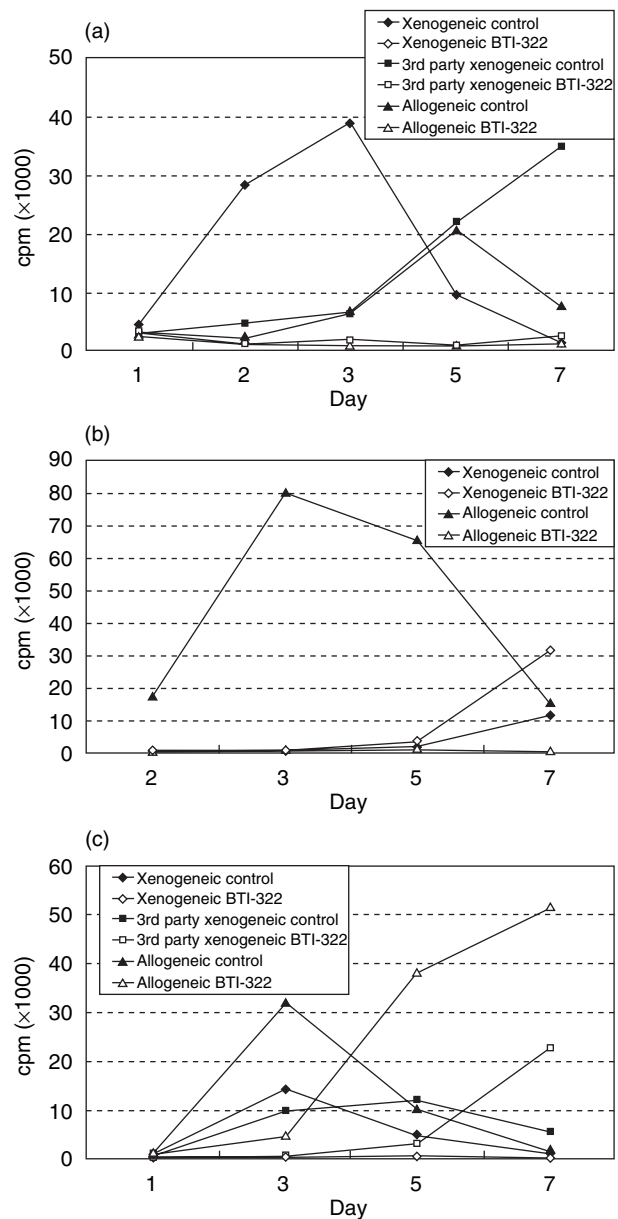 (a)
Xenogeneic control
Xenogeneic BTI-322
3rd party xenogeneic control
3rd party xenogeneic BTI-322
Allogeneic control
Allogeneic BTI-322
cpm (×1000)
50
40
30
20
10
0
1 2 3 5 7
Day
(b)
Xenogeneic control
Xenogeneic BTI-322
Allogeneic control
Allogeneic BTI-322
cpm (×1000)
90
80
70
60
50
40
30
20
10
0
2 3 5 7
Day
(c)
Xenogeneic control
Xenogeneic BTI-322
3rd party xenogeneic control
3rd party xenogeneic BTI-322
Allogeneic control
Allogeneic BTI-322
cpm (×1000)
60
50
40
30
20
10
0
1 3 5 7
Day